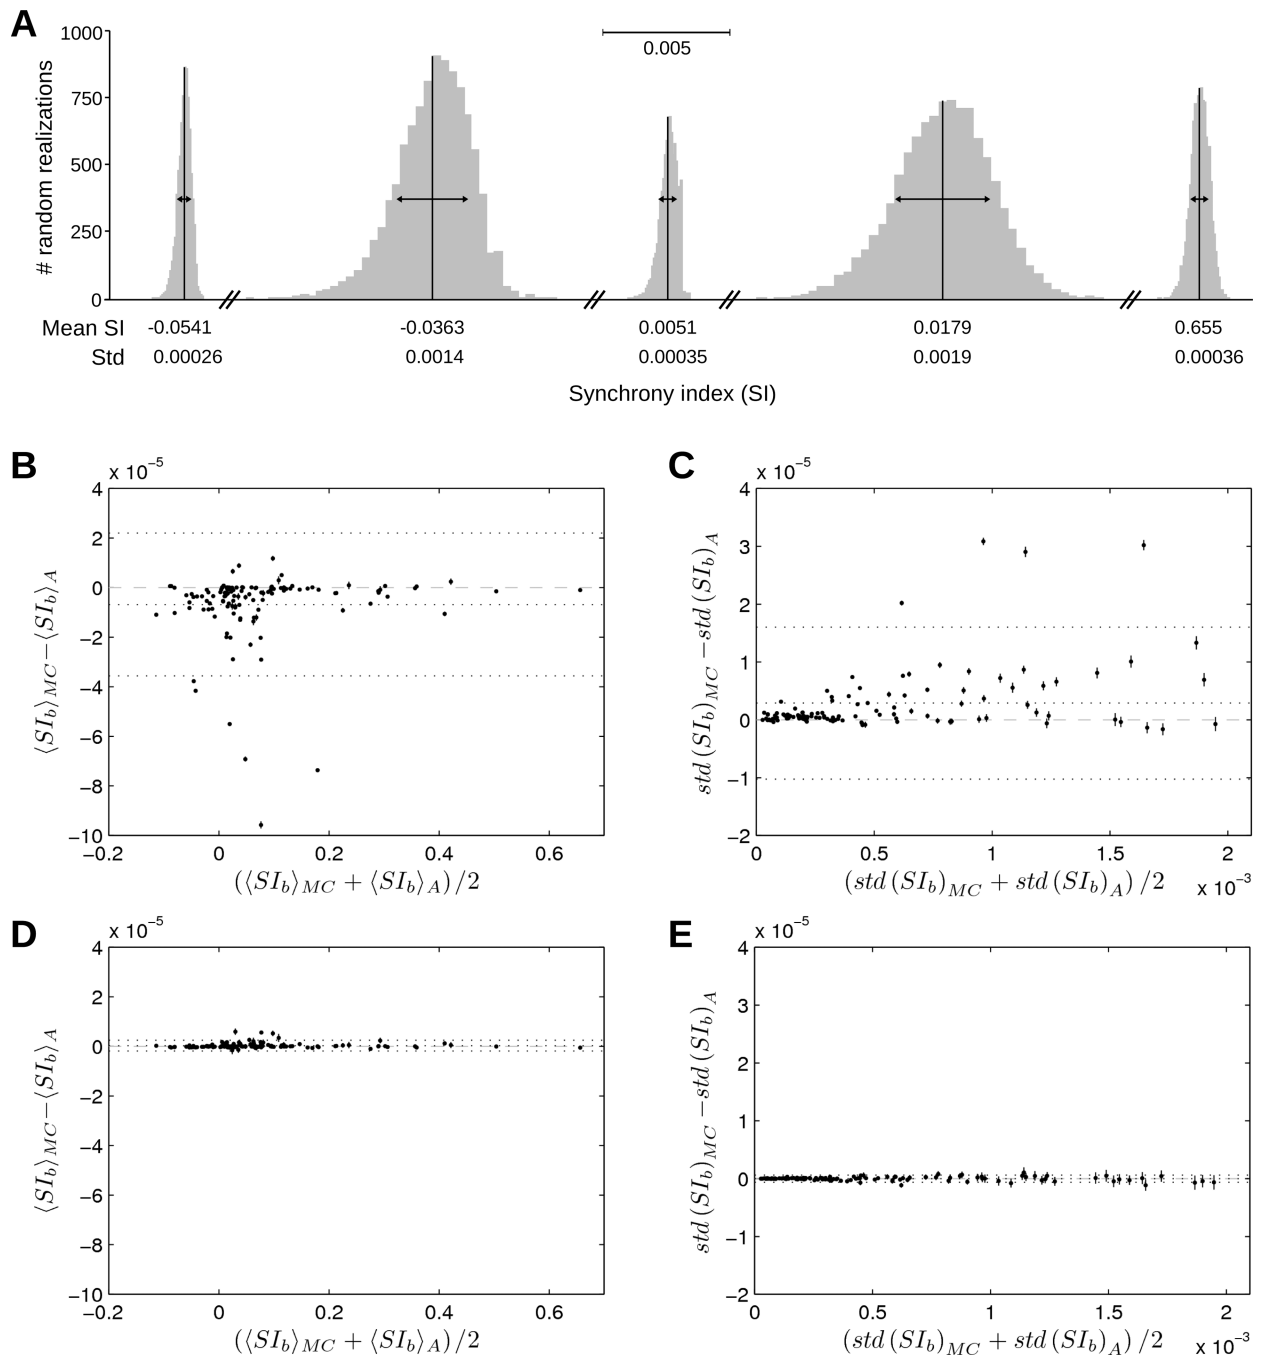 A
# random realizations
1000
750
500
250
0
0.005
Mean SI -0.0541 -0.0363 0.0051 0.0179 0.655
Std 0.00026 0.0014 0.00035 0.0019 0.00036
Synchrony index (SI)
B
x 10⁻⁵
4
2
0
−2
−4
−6
−8
−10
−0.2 0 0.2 0.4 0.6
⟨SI_b⟩_MC − ⟨SI_b⟩_A
(⟨SI_b⟩_MC + ⟨SI_b⟩_A)/2
C
x 10⁻⁵
4
3
2
1
0
−1
−2
0 0.5 1 1.5 2
x 10⁻³
std (SI_b)_MC − std (SI_b)_A
(std (SI_b)_MC + std (SI_b)_A)/2
D
x 10⁻⁵
4
2
0
−2
−4
−6
−8
−10
−0.2 0 0.2 0.4 0.6
⟨SI_b⟩_MC − ⟨SI_b⟩_A
(⟨SI_b⟩_MC + ⟨SI_b⟩_A)/2
E
x 10⁻⁵
4
3
2
1
0
−1
−2
0 0.5 1 1.5 2
x 10⁻³
std (SI_b)_MC − std (SI_b)_A
(std (SI_b)_MC + std (SI_b)_A)/2